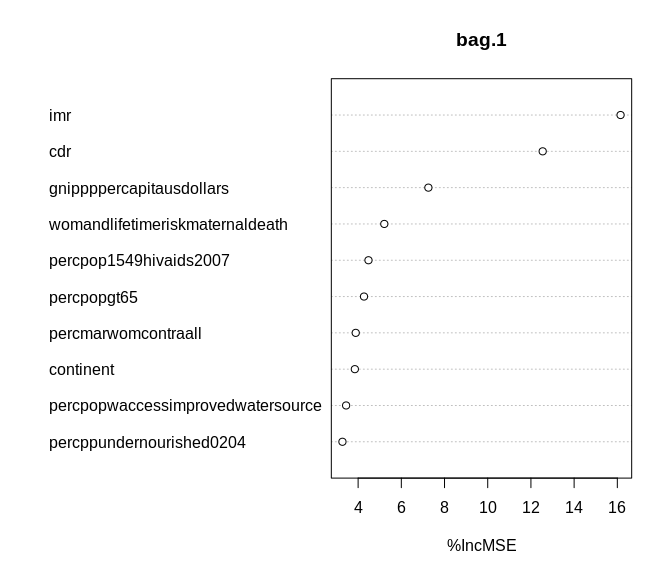 bag.1
imr
cdr
gnippppercapitausdollars
womandlifetimeriskmaternaldeath
percpop1549hivaids2007
percpopgt65
percmarwomcontraall
continent
percpopwaccessimprovedwatersource
percppundernourished0204
4 6 8 10 12 14 16
%IncMSE